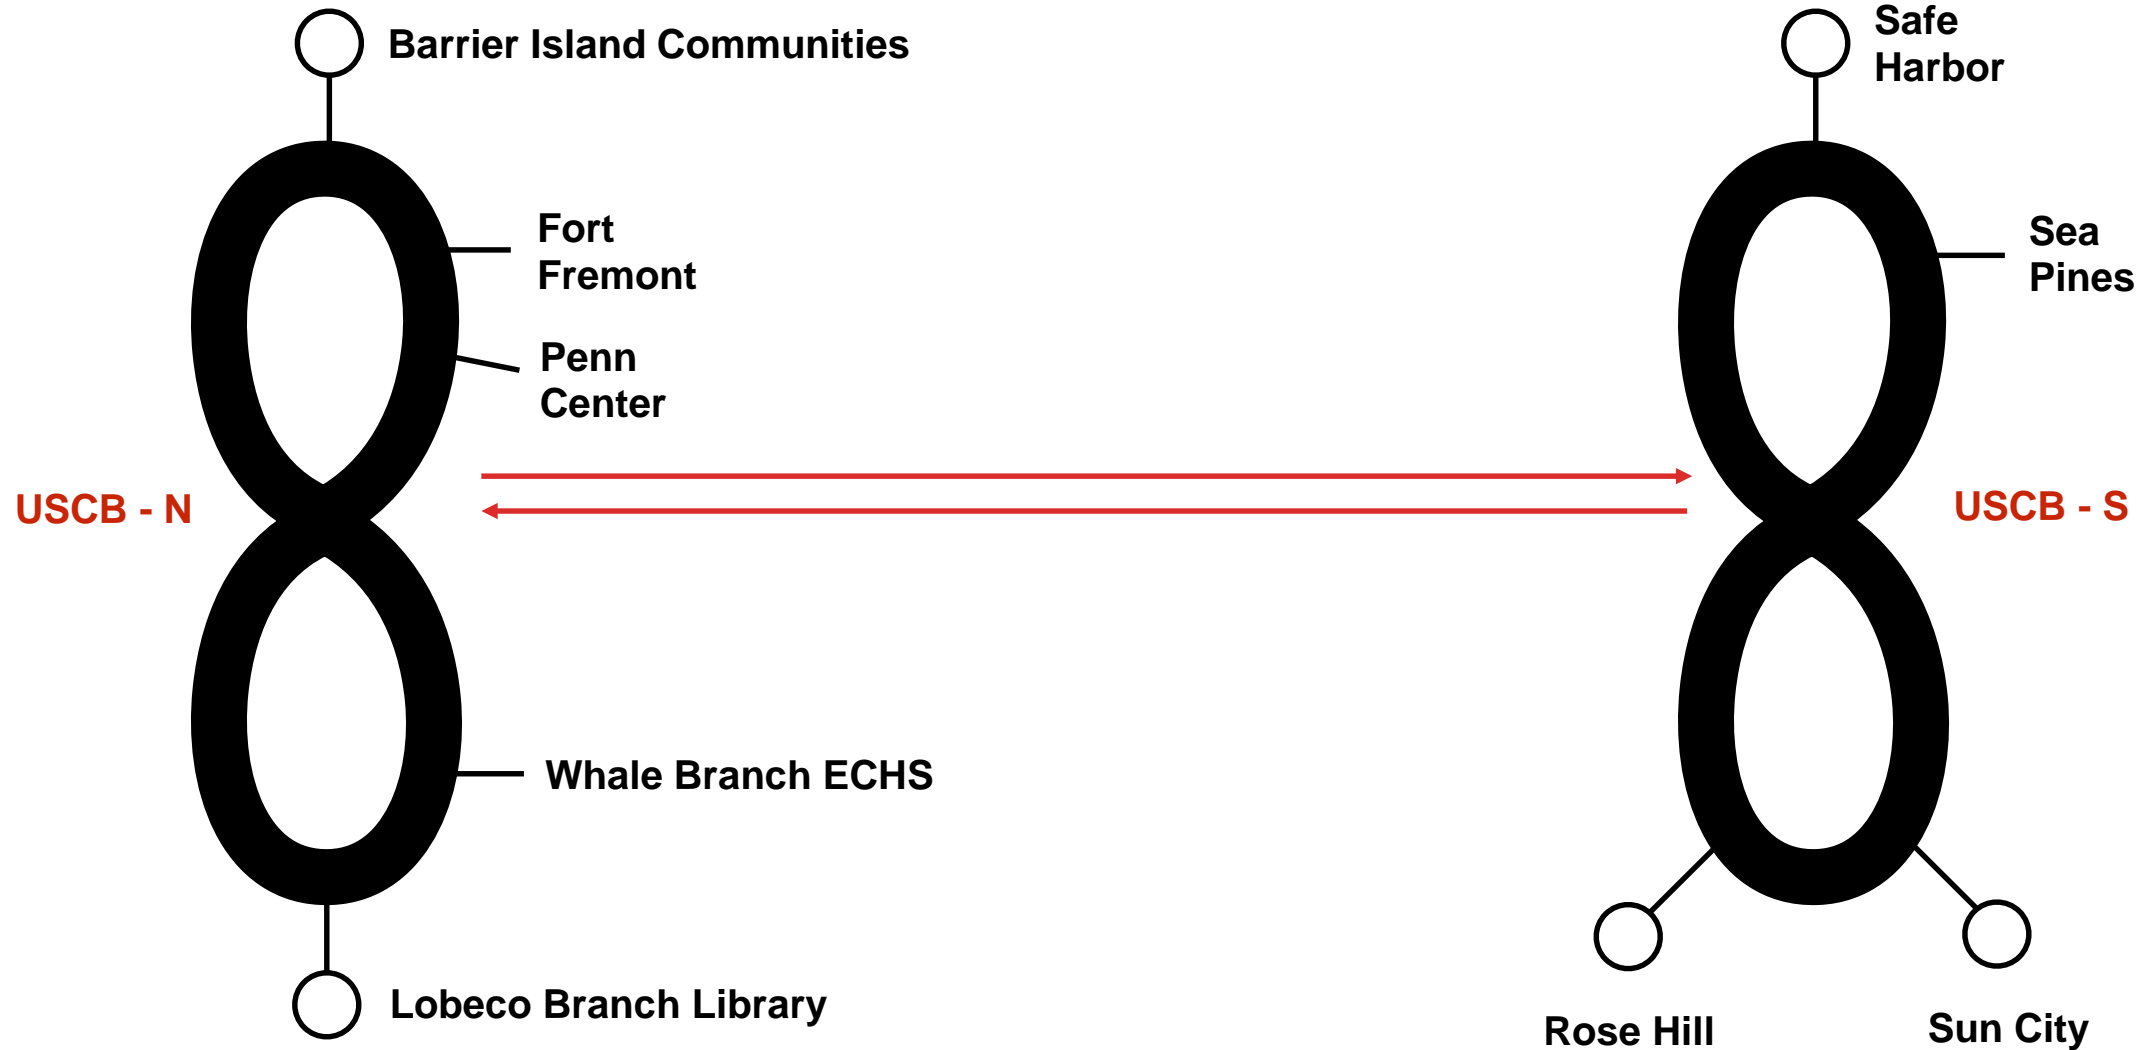 Barrier Island Communities
Safe
Harbor
Fort
Fremont
Sea
Pines
Penn
Center
USCB - N
USCB - S
Whale Branch ECHS
Lobeco Branch Library
Rose Hill
Sun City